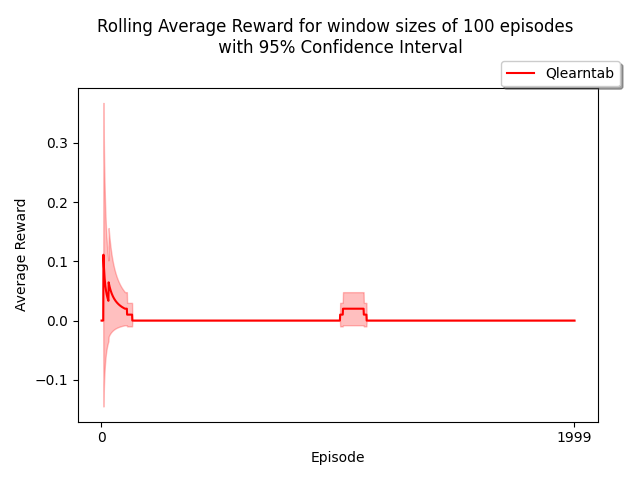 Rolling Average Reward for window sizes of 100 episodes
with 95% Confidence Interval
Qlearntab
0.3
0.2
0.1
0.0
−0.1
Average Reward
0
1999
Episode